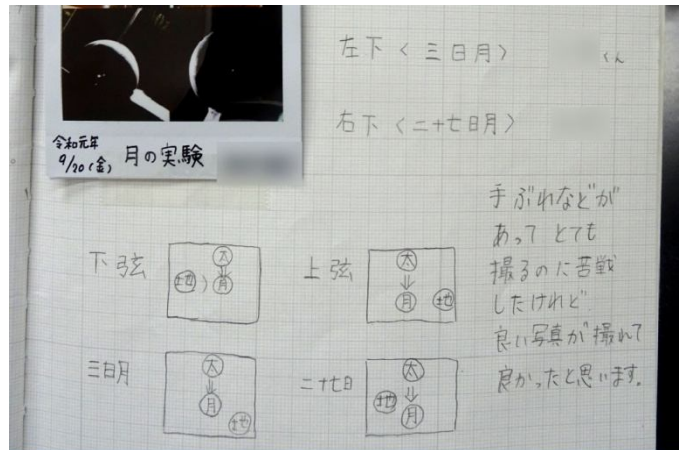 左下〈三日月〉 くん
右下〈二十七日月〉
令和元年
9/20(金) 月の実験
手ぶれなどが
あって とても
撮るのに苦戦
したけれど
良い写真が撮れて
良かったと思います。
下弦
太
地 月
上弦
太
月 地
三日月
太
月
地
二十七日
太
地 月